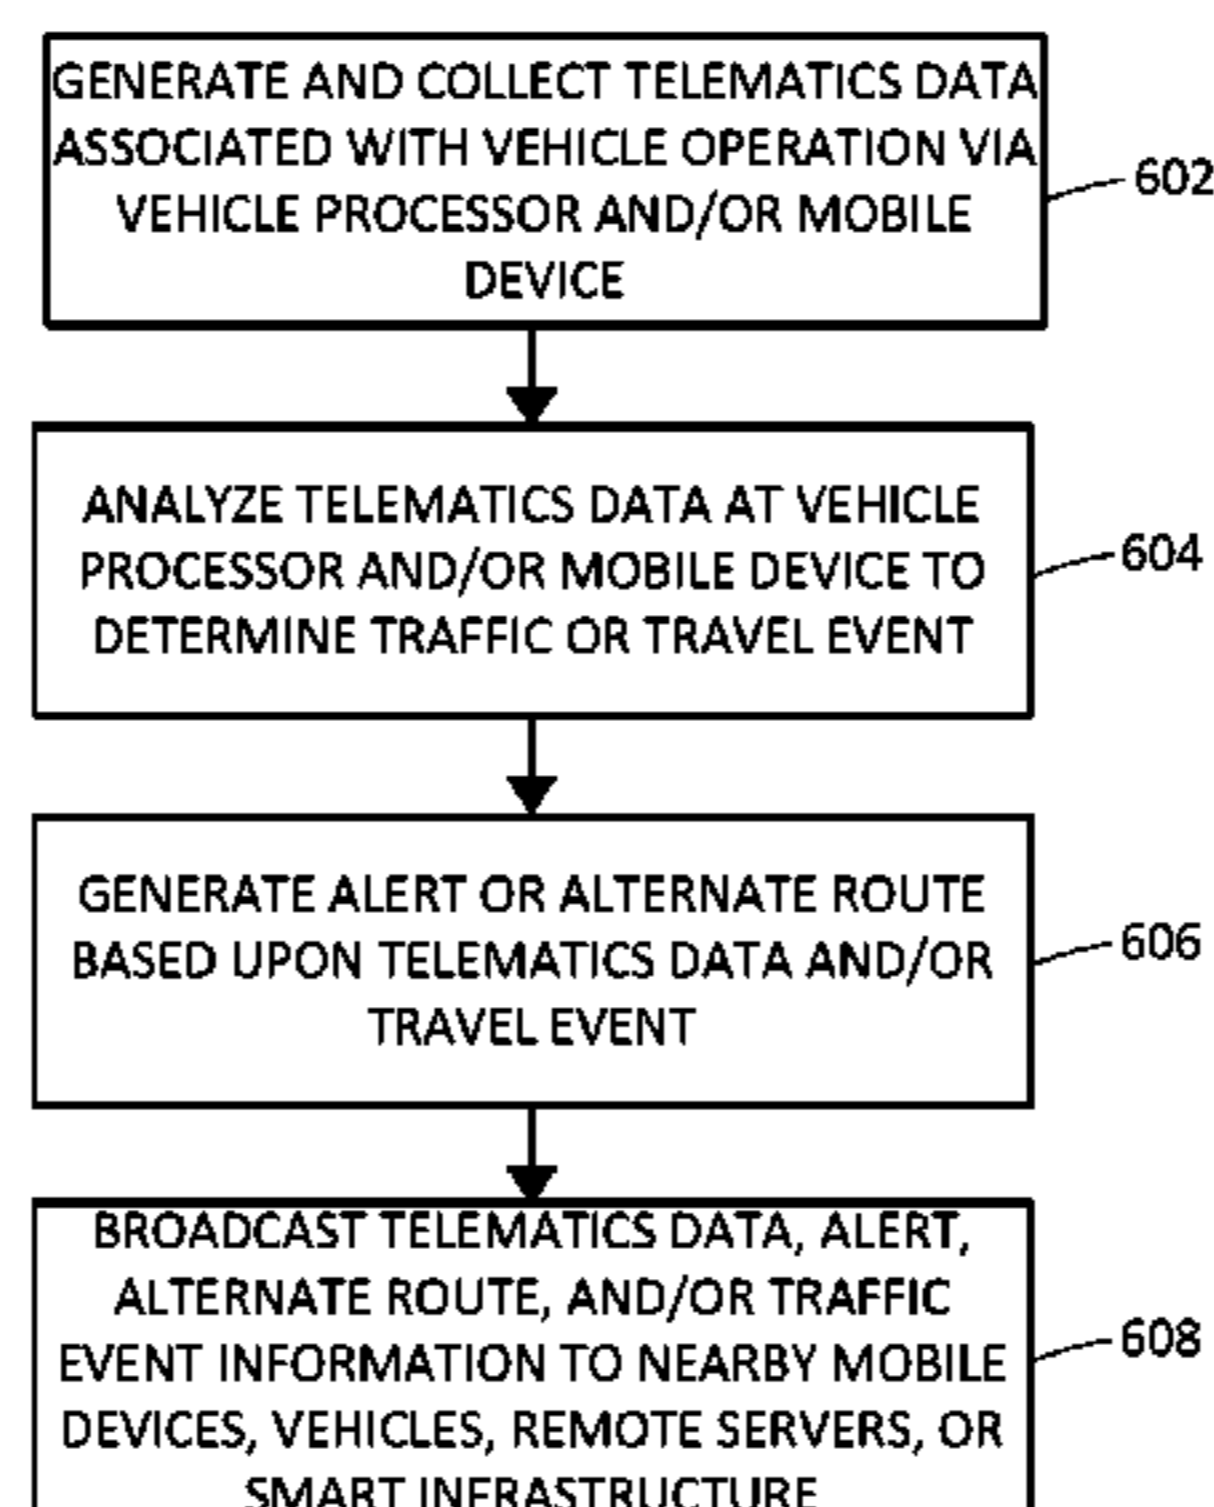 GENERATE AND COLLECT TELEMATICS DATA
ASSOCIATED WITH VEHICLE OPERATION VIA
VEHICLE PROCESSOR AND/OR MOBILE
DEVICE
602
ANALYZE TELEMATICS DATA AT VEHICLE
PROCESSOR AND/OR MOBILE DEVICE TO
DETERMINE TRAFFIC OR TRAVEL EVENT
604
GENERATE ALERT OR ALTERNATE ROUTE
BASED UPON TELEMATICS DATA AND/OR
TRAVEL EVENT
606
BROADCAST TELEMATICS DATA, ALERT,
ALTERNATE ROUTE, AND/OR TRAFFIC
EVENT INFORMATION TO NEARBY MOBILE
DEVICES, VEHICLES, REMOTE SERVERS, OR
SMART INFRASTRUCTURE
608